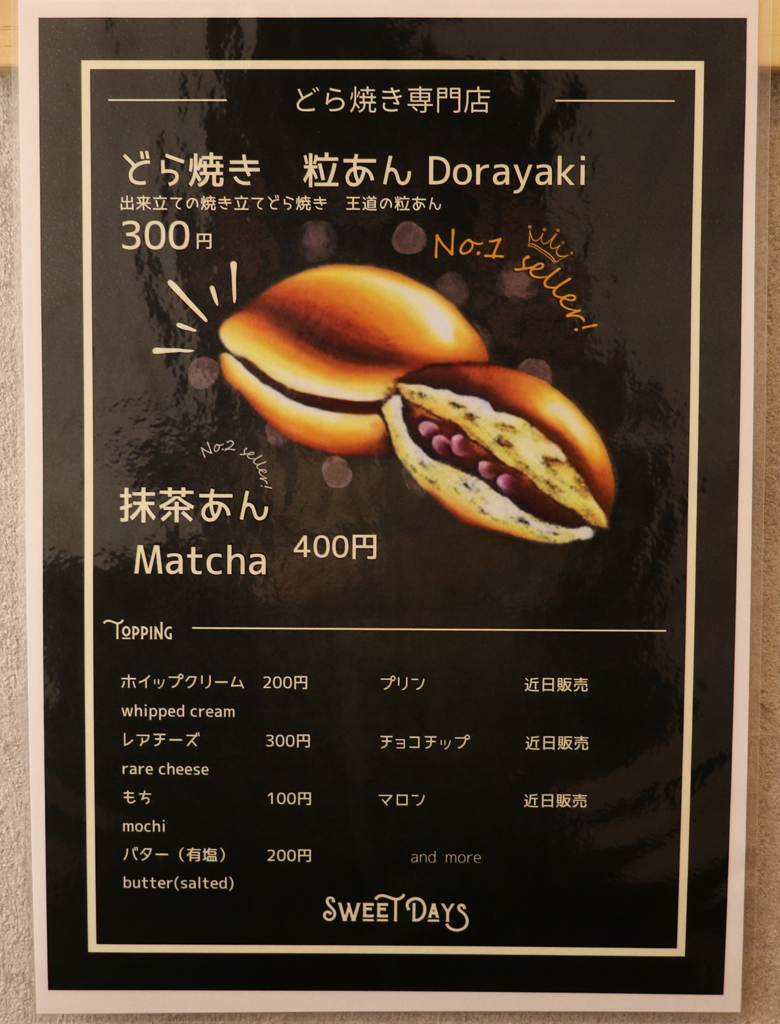 どら焼き専門店
どら焼き 粒あん Dorayaki
出来立ての焼き立てどら焼き 王道の粒あん
300円
No.1 seller!
No.2 seller!
抹茶あん
Matcha 400円
TOPPING
ホイップクリーム 200円 プリン 近日販売
whipped cream
レアチーズ 300円 チョコチップ 近日販売
rare cheese
もち 100円 マロン 近日販売
mochi
バター（有塩） 200円 and more
butter(salted)
SWEET DAYS